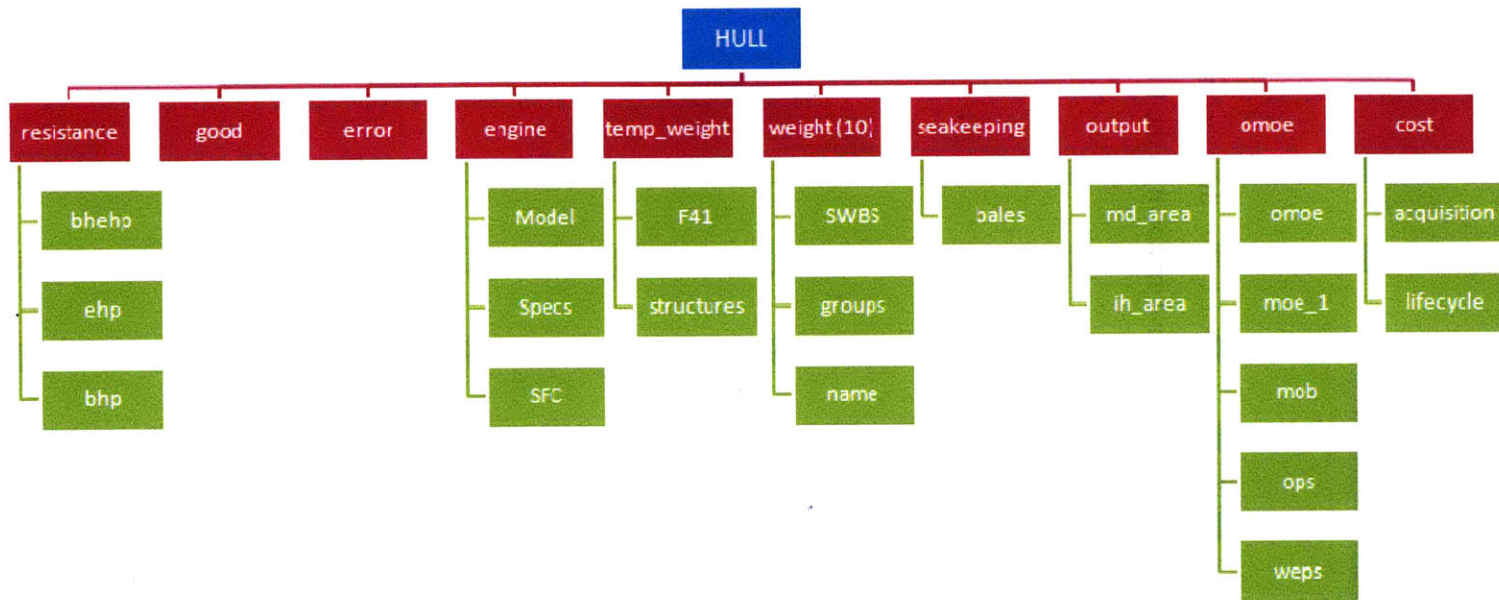 HULL
resistance
good
error
engine
temp_weight
weight (10)
seakeeping
output
omoe
cost
bhehp
ehp
bhp
Model
Specs
SFC
F41
structures
SWBS
groups
name
bales
md_area
ih_area
omoe
moe_1
mob
ops
weps
acquisition
lifecycle